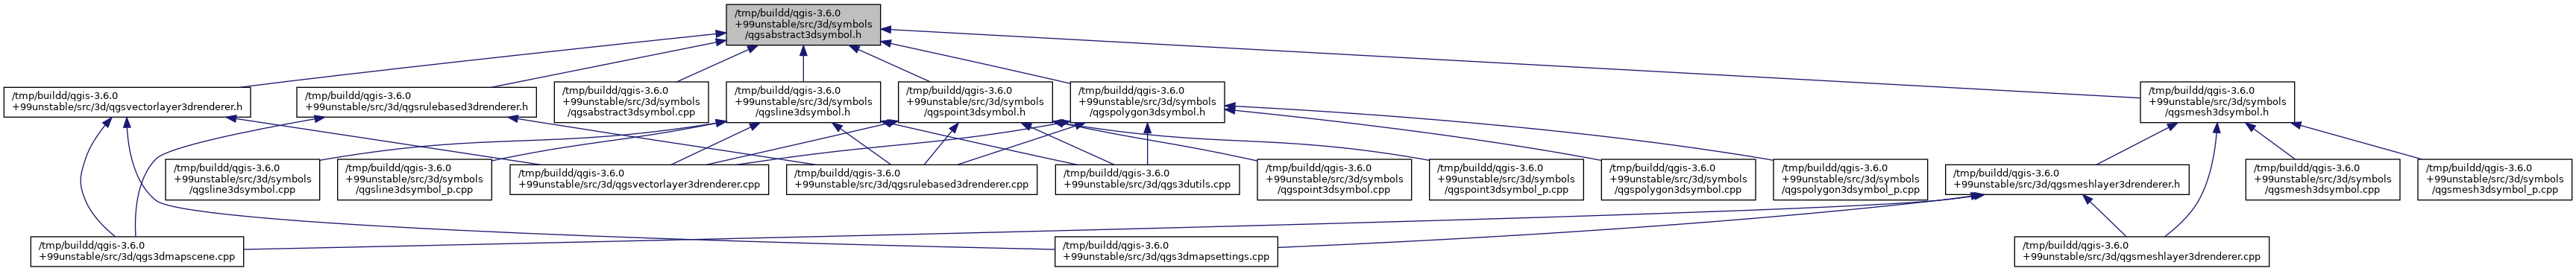 /tmp/buildd/qgis-3.6.0
+99unstable/src/3d/symbols
/qgsabstract3dsymbol.h
/tmp/buildd/qgis-3.6.0
+99unstable/src/3d/qgsvectorlayer3drenderer.h
/tmp/buildd/qgis-3.6.0
+99unstable/src/3d/qgsrulebased3drenderer.h
/tmp/buildd/qgis-3.6.0
+99unstable/src/3d/symbols
/qgsabstract3dsymbol.cpp
/tmp/buildd/qgis-3.6.0
+99unstable/src/3d/symbols
/qgsline3dsymbol.h
/tmp/buildd/qgis-3.6.0
+99unstable/src/3d/symbols
/qgspoint3dsymbol.h
/tmp/buildd/qgis-3.6.0
+99unstable/src/3d/symbols
/qgspolygon3dsymbol.h
/tmp/buildd/qgis-3.6.0
+99unstable/src/3d/symbols
/qgsmesh3dsymbol.h
/tmp/buildd/qgis-3.6.0
+99unstable/src/3d/symbols
/qgsline3dsymbol.cpp
/tmp/buildd/qgis-3.6.0
+99unstable/src/3d/symbols
/qgsline3dsymbol_p.cpp
/tmp/buildd/qgis-3.6.0
+99unstable/src/3d/qgsvectorlayer3drenderer.cpp
/tmp/buildd/qgis-3.6.0
+99unstable/src/3d/qgsrulebased3drenderer.cpp
/tmp/buildd/qgis-3.6.0
+99unstable/src/3d/qgs3dutils.cpp
/tmp/buildd/qgis-3.6.0
+99unstable/src/3d/symbols
/qgspoint3dsymbol.cpp
/tmp/buildd/qgis-3.6.0
+99unstable/src/3d/symbols
/qgspoint3dsymbol_p.cpp
/tmp/buildd/qgis-3.6.0
+99unstable/src/3d/symbols
/qgspolygon3dsymbol.cpp
/tmp/buildd/qgis-3.6.0
+99unstable/src/3d/symbols
/qgspolygon3dsymbol_p.cpp
/tmp/buildd/qgis-3.6.0
+99unstable/src/3d/qgsmeshlayer3drenderer.h
/tmp/buildd/qgis-3.6.0
+99unstable/src/3d/symbols
/qgsmesh3dsymbol.cpp
/tmp/buildd/qgis-3.6.0
+99unstable/src/3d/symbols
/qgsmesh3dsymbol_p.cpp
/tmp/buildd/qgis-3.6.0
+99unstable/src/3d/qgs3dmapscene.cpp
/tmp/buildd/qgis-3.6.0
+99unstable/src/3d/qgs3dmapsettings.cpp
/tmp/buildd/qgis-3.6.0
+99unstable/src/3d/qgsmeshlayer3drenderer.cpp